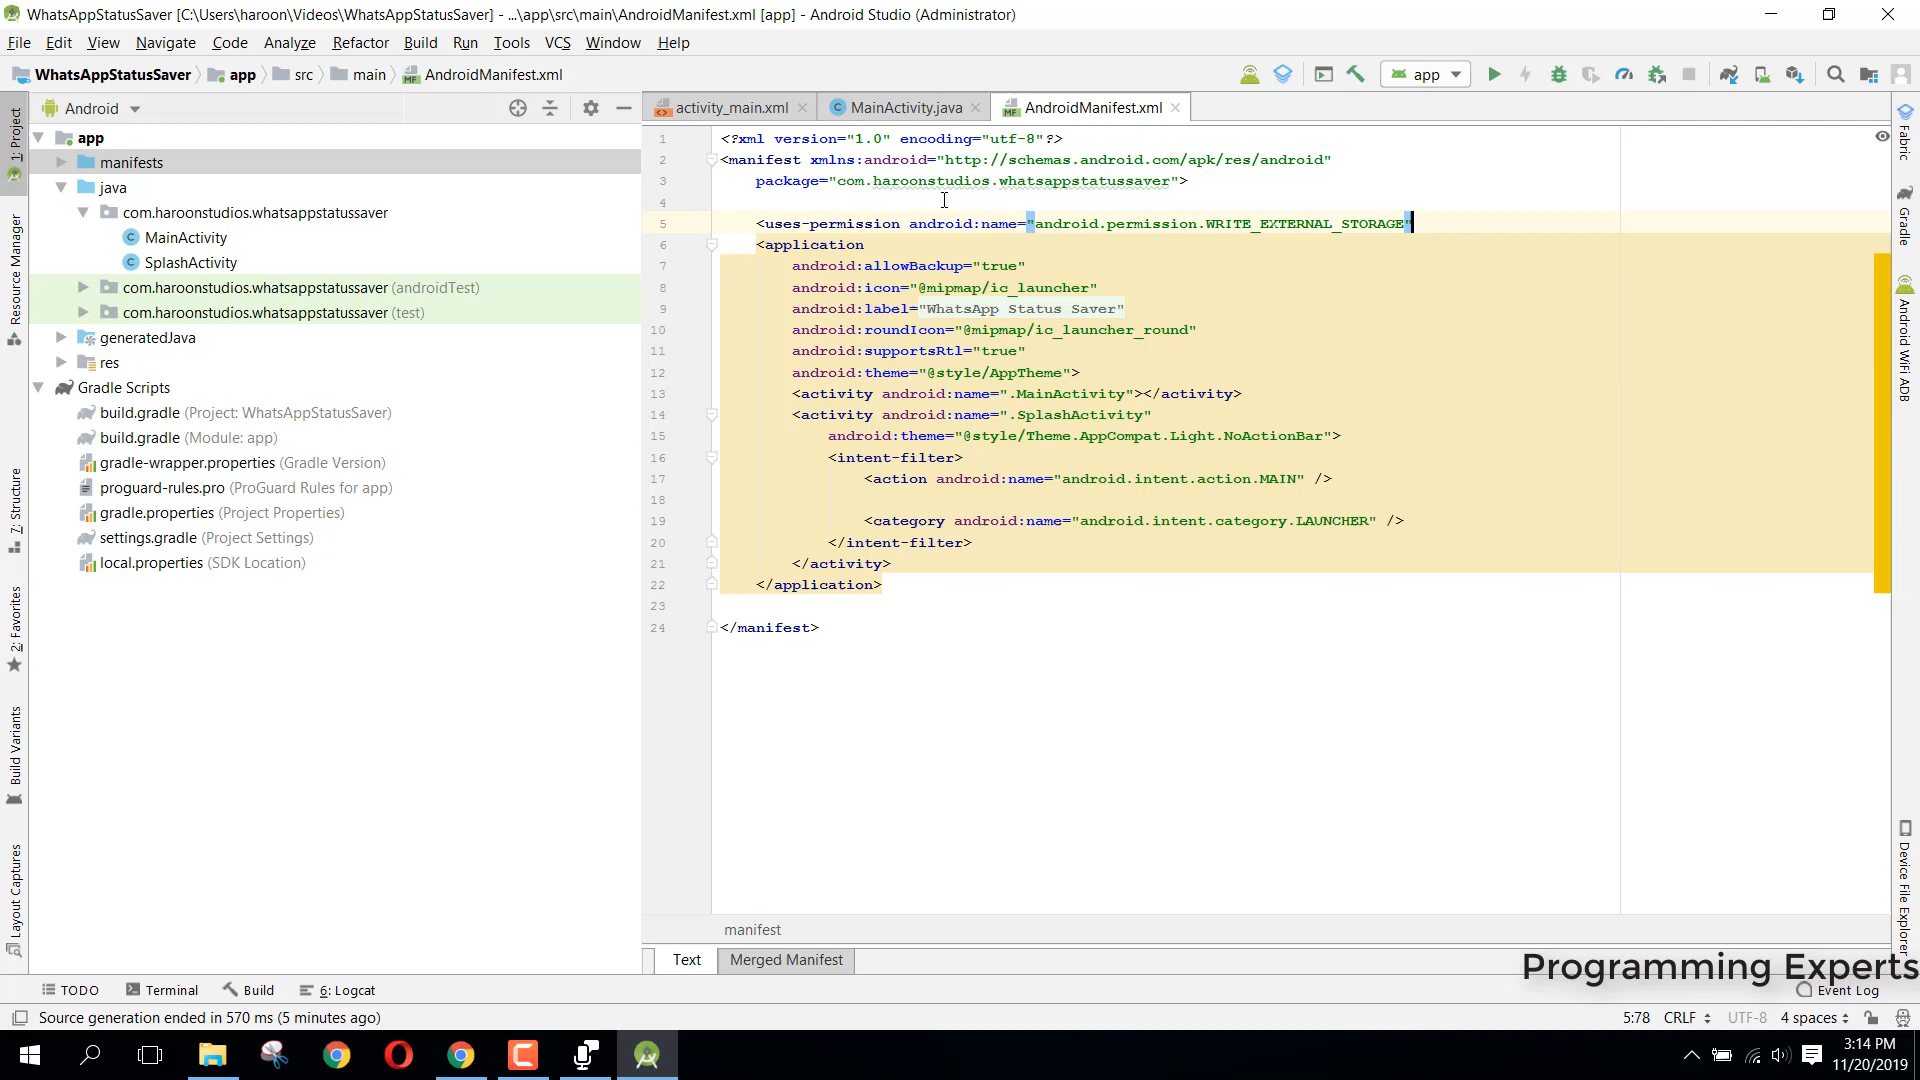 WhatsAppStatusSaver [C:\Users\haroon\Videos\WhatsAppStatusSaver] - ...\app\src\main\AndroidManifest.xml [app] - Android Studio (Administrator)
File Edit View Navigate Code Analyze Refactor Build Run Tools VCS Window Help
WhatsAppStatusSaver app src main AndroidManifest.xml app
Android
activity_main.xml MainActivity.java AndroidManifest.xml
app
manifests
java
com.haroonstudios.whatsappstatussaver
MainActivity
SplashActivity
com.haroonstudios.whatsappstatussaver (androidTest)
com.haroonstudios.whatsappstatussaver (test)
generatedJava
res
Gradle Scripts
build.gradle (Project: WhatsAppStatusSaver)
build.gradle (Module: app)
gradle-wrapper.properties (Gradle Version)
proguard-rules.pro (ProGuard Rules for app)
gradle.properties (Project Properties)
settings.gradle (Project Settings)
local.properties (SDK Location)
1: Project
Resource Manager
7: Structure
2: Favorites
Build Variants
Layout Captures
1 <?xml version="1.0" encoding="utf-8"?>
2 <manifest xmlns:android="http://schemas.android.com/apk/res/android"
3 package="com.haroonstudios.whatsappstatussaver">
4
5 <uses-permission android:name="android.permission.WRITE_EXTERNAL_STORAGE"
6 <application
7 android:allowBackup="true"
8 android:icon="@mipmap/ic_launcher"
9 android:label="WhatsApp Status Saver"
10 android:roundIcon="@mipmap/ic_launcher_round"
11 android:supportsRtl="true"
12 android:theme="@style/AppTheme">
13 <activity android:name=".MainActivity"></activity>
14 <activity android:name=".SplashActivity"
15 android:theme="@style/Theme.AppCompat.Light.NoActionBar">
16 <intent-filter>
17 <action android:name="android.intent.action.MAIN" />
18
19 <category android:name="android.intent.category.LAUNCHER" />
20 </intent-filter>
21 </activity>
22 </application>
23
24 </manifest>
Fabric
Gradle
Android WiFi ADB
Device File Explorer
manifest
Text Merged Manifest
Programming Experts
TODO Terminal Build 6: Logcat Event Log
Source generation ended in 570 ms (5 minutes ago) 5:78 CRLF UTF-8 4 spaces
3:14 PM
11/20/2019